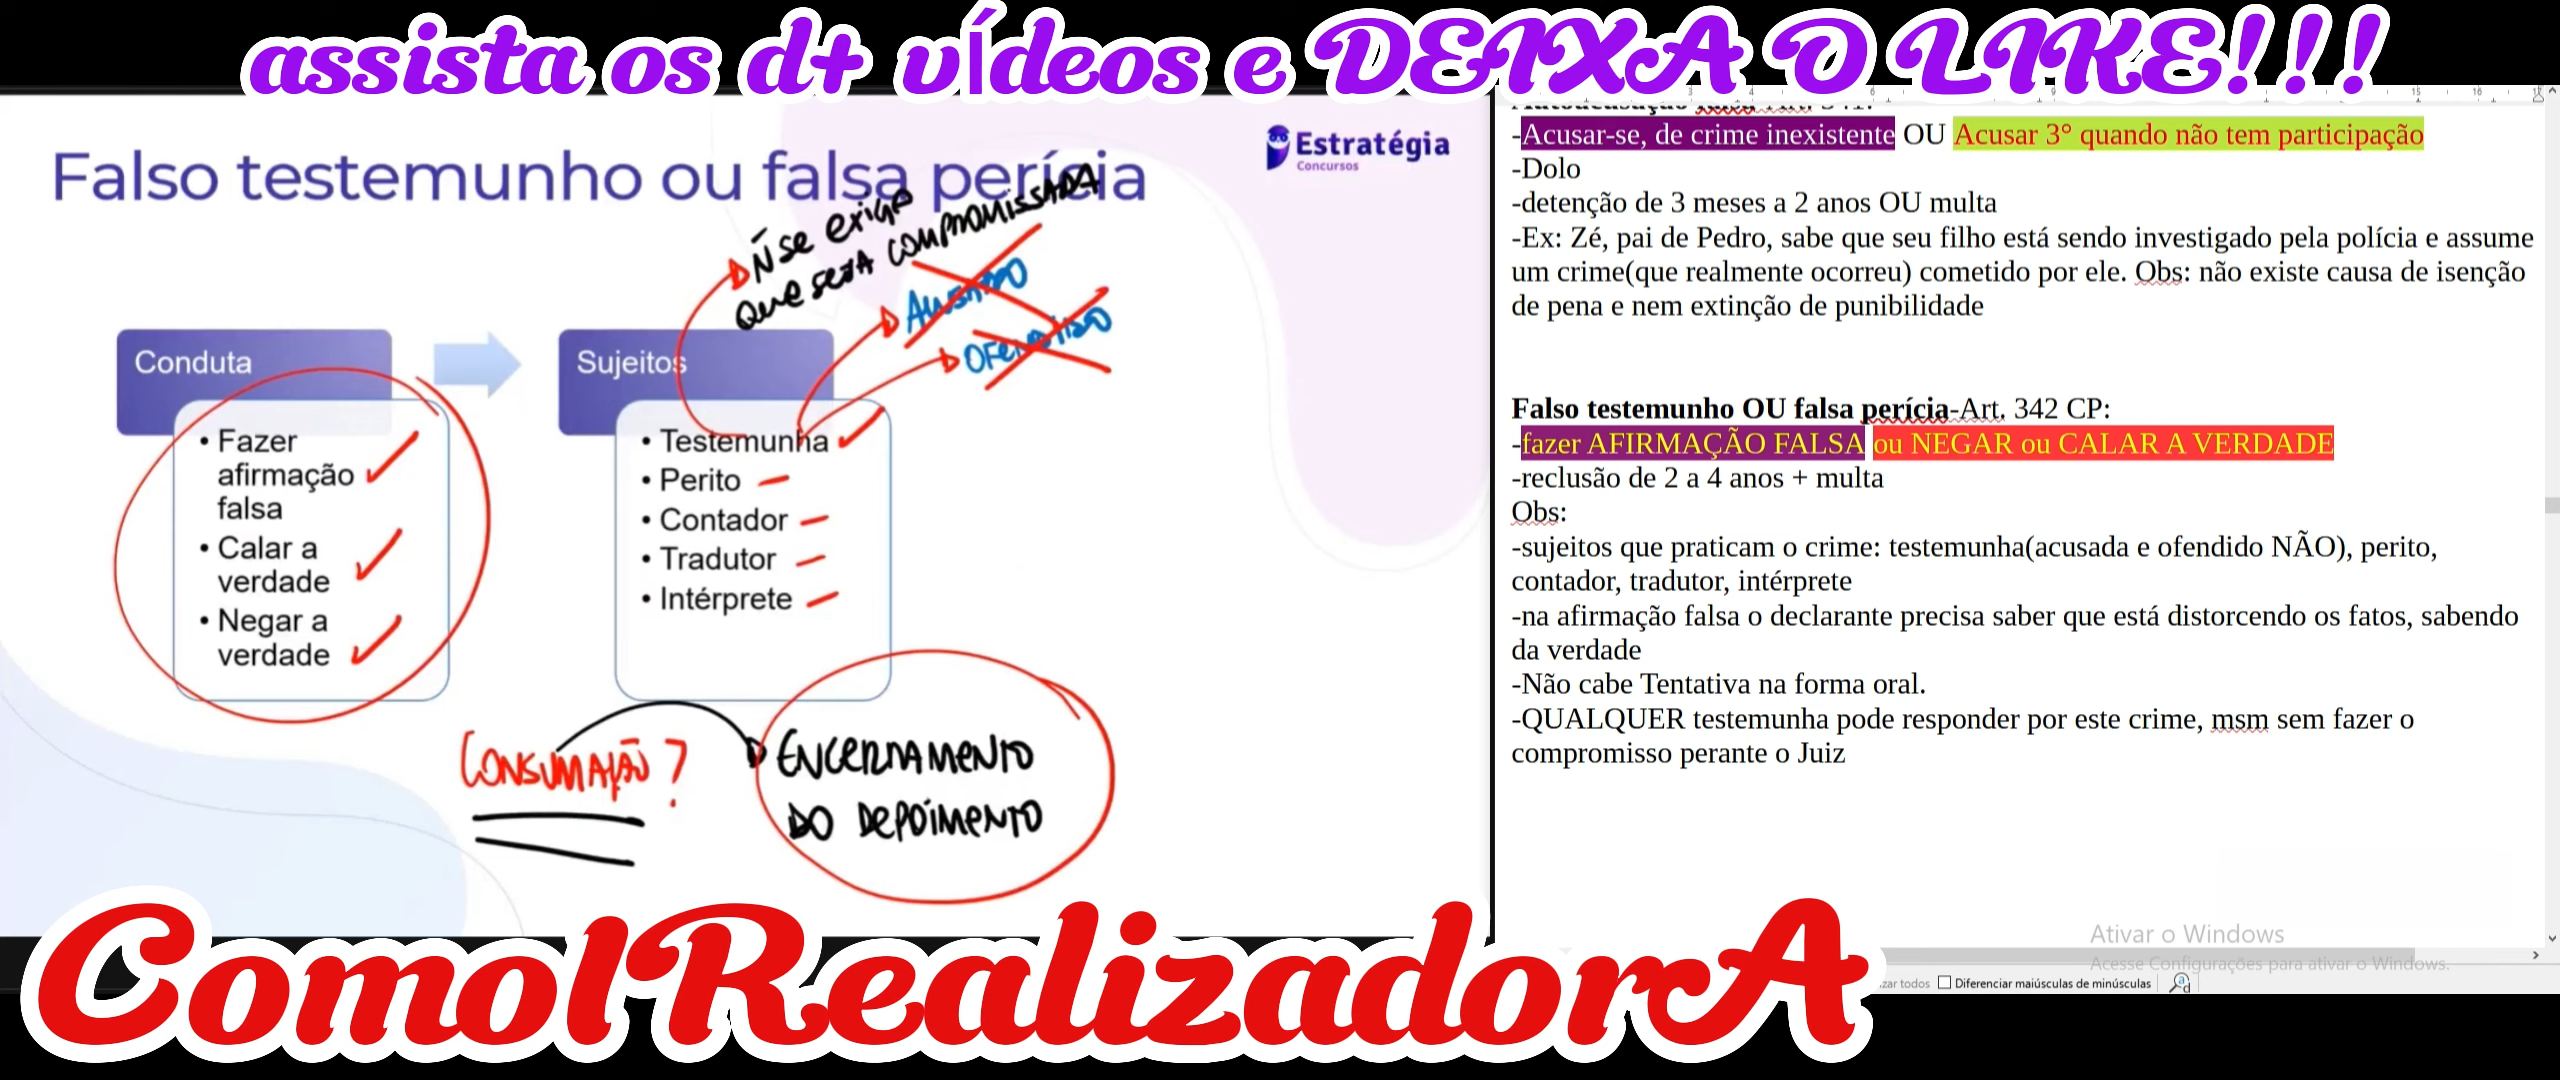 assista os d+ vÍdeos e DEIXA O LIKE!!!
Estratégia
Concursos
Falso testemunho ou falsa perícia
Ñ se exige
que seja compromissada
Acusado
Ofendido
Conduta
• Fazer
afirmação
falsa
• Calar a
verdade
• Negar a
verdade
Sujeitos
• Testemunha
• Perito
• Contador
• Tradutor
• Intérprete
Consumação?
Encerramento
do depoimento
-Acusar-se, de crime inexistente OU Acusar 3° quando não tem participação
-Dolo
-detenção de 3 meses a 2 anos OU multa
-Ex: Zé, pai de Pedro, sabe que seu filho está sendo investigado pela polícia e assume
um crime(que realmente ocorreu) cometido por ele. Obs: não existe causa de isenção
de pena e nem extinção de punibilidade
Falso testemunho OU falsa perícia-Art. 342 CP:
-fazer AFIRMAÇÃO FALSA ou NEGAR ou CALAR A VERDADE
-reclusão de 2 a 4 anos + multa
Obs:
-sujeitos que praticam o crime: testemunha(acusada e ofendido NÃO), perito,
contador, tradutor, intérprete
-na afirmação falsa o declarante precisa saber que está distorcendo os fatos, sabendo
da verdade
-Não cabe Tentativa na forma oral.
-QUALQUER testemunha pode responder por este crime, msm sem fazer o
compromisso perante o Juiz
Ativar o Windows
Acesse Configurações para ativar o Windows.
todos Diferenciar maiúsculas de minúsculas
ComoIRealizadorA